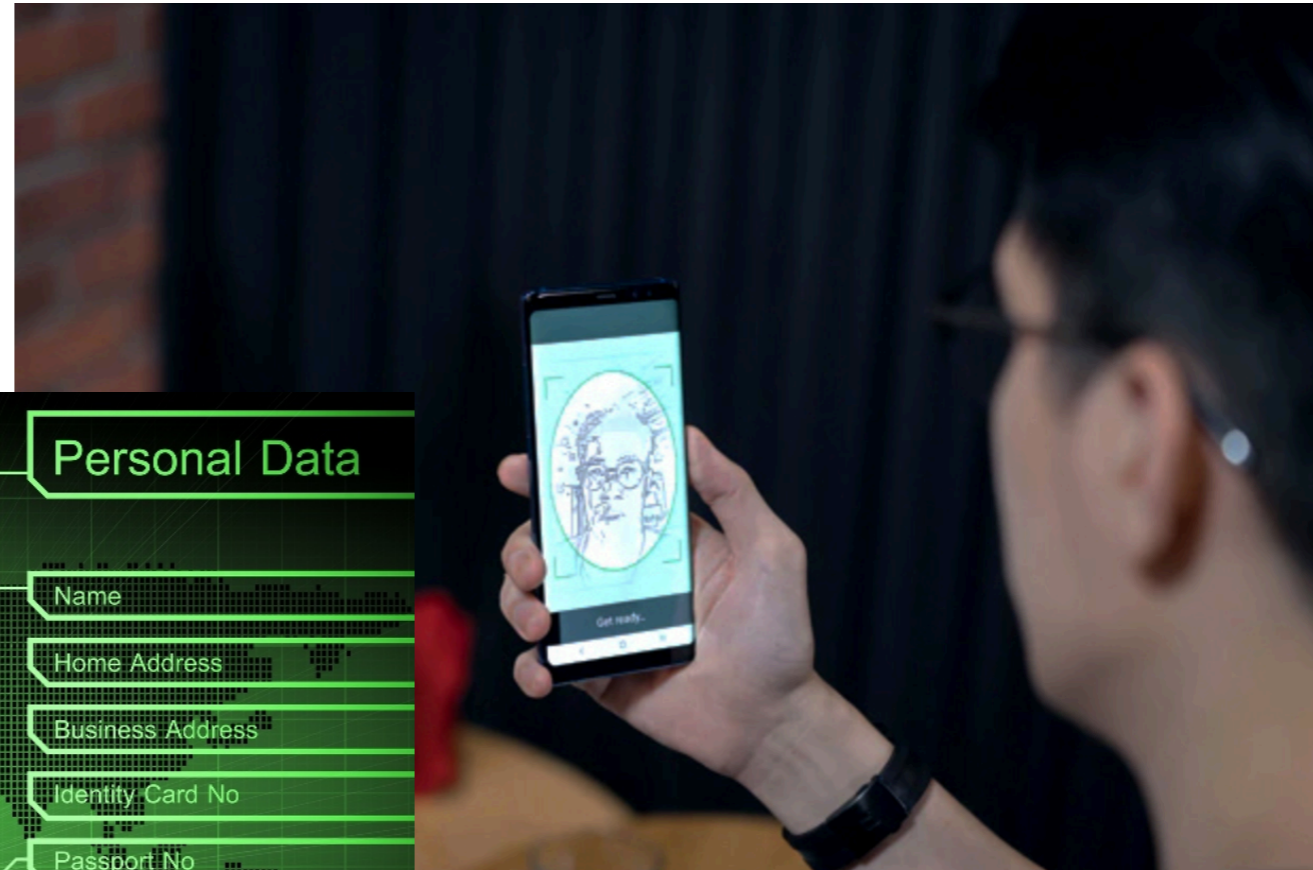 Personal Data
Name
Home Address
Business Address
Identity Card No
Passport No
Get ready..